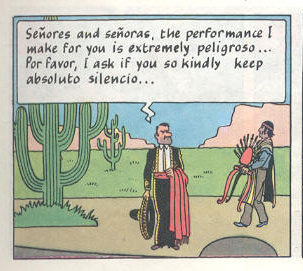 Señores and señoras, the performance I
make for you is extremely peligroso...
Por favor, I ask if you so kindly keep
absoluto silencio...